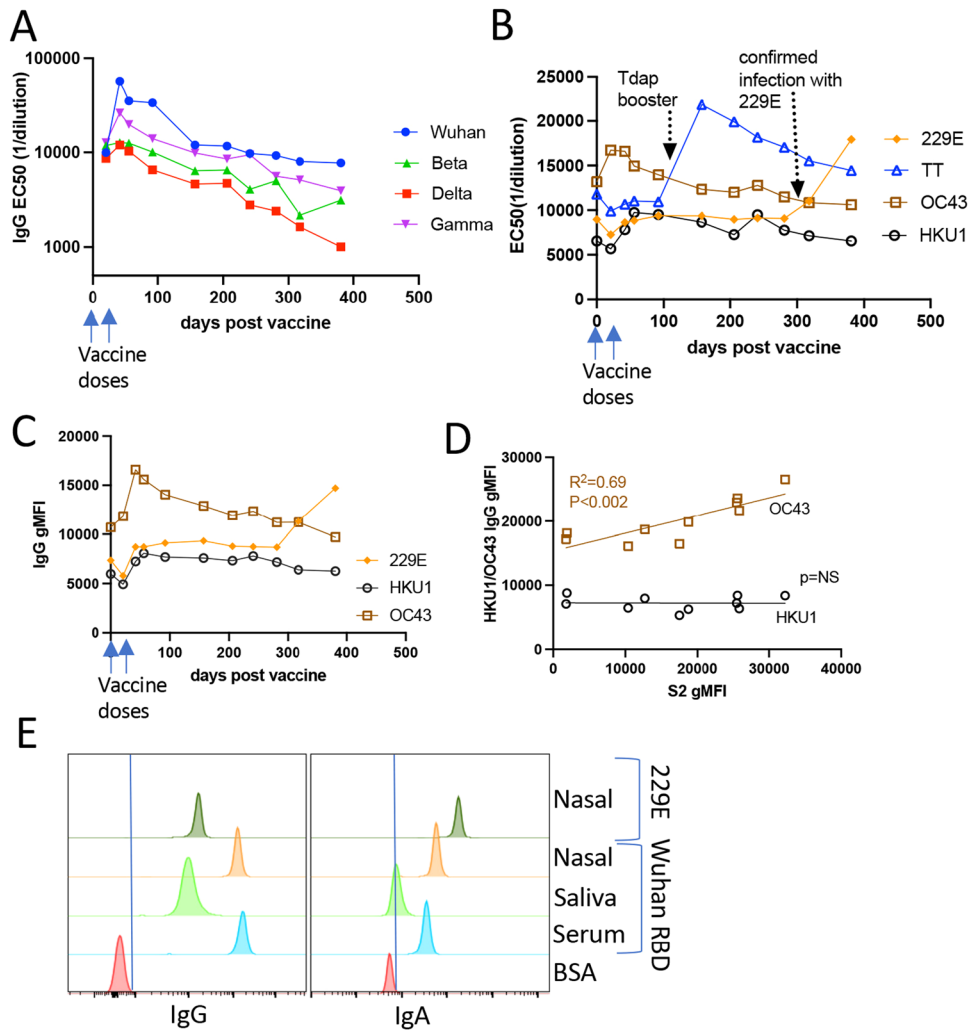 A
IgG EC50 (1/dilution)
100000
10000
1000
0
100
200
300
400
500
days post vaccine
Vaccine
doses
Wuhan
Beta
Delta
Gamma
B
EC50(1/dilution)
25000
20000
15000
10000
5000
0
0
100
200
300
400
500
days post vaccine
Vaccine
doses
Tdap
booster
confirmed
infection with
229E
229E
TT
OC43
HKU1
C
IgG gMFI
20000
15000
10000
5000
0
0
100
200
300
400
500
days post vaccine
Vaccine
doses
229E
HKU1
OC43
D
HKU1/OC43 IgG gMFI
30000
20000
10000
0
0
10000
20000
30000
40000
S2 gMFI
R²=0.69
P<0.002
OC43
p=NS
HKU1
E
Nasal
Nasal
Saliva
Serum
BSA
229E
Wuhan RBD
IgG
IgA